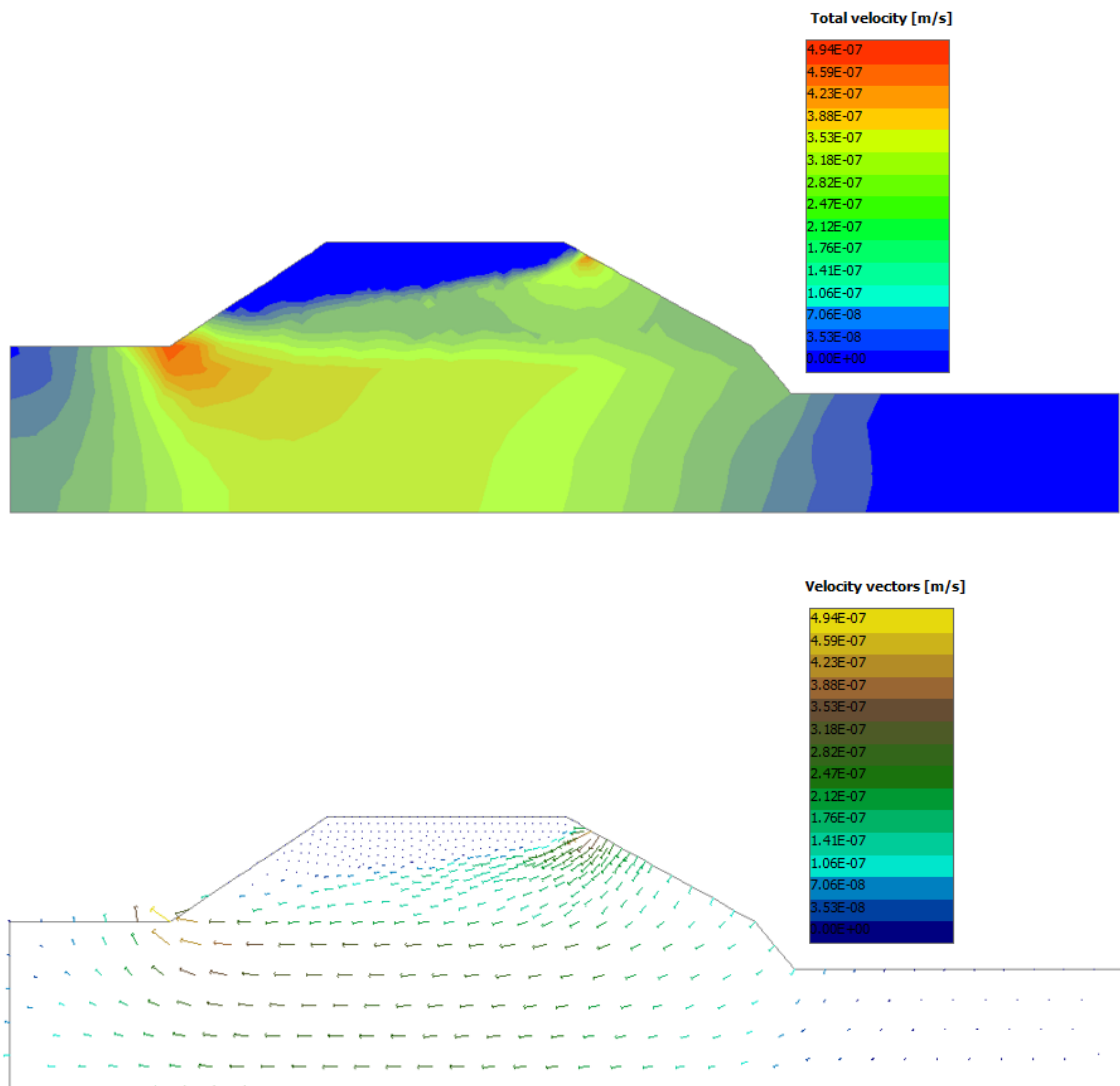 Total velocity [m/s]
4.94E-07
4.59E-07
4.23E-07
3.88E-07
3.53E-07
3.18E-07
2.82E-07
2.47E-07
2.12E-07
1.76E-07
1.41E-07
1.06E-07
7.06E-08
3.53E-08
0.00E+00
Velocity vectors [m/s]
4.94E-07
4.59E-07
4.23E-07
3.88E-07
3.53E-07
3.18E-07
2.82E-07
2.47E-07
2.12E-07
1.76E-07
1.41E-07
1.06E-07
7.06E-08
3.53E-08
0.00E+00